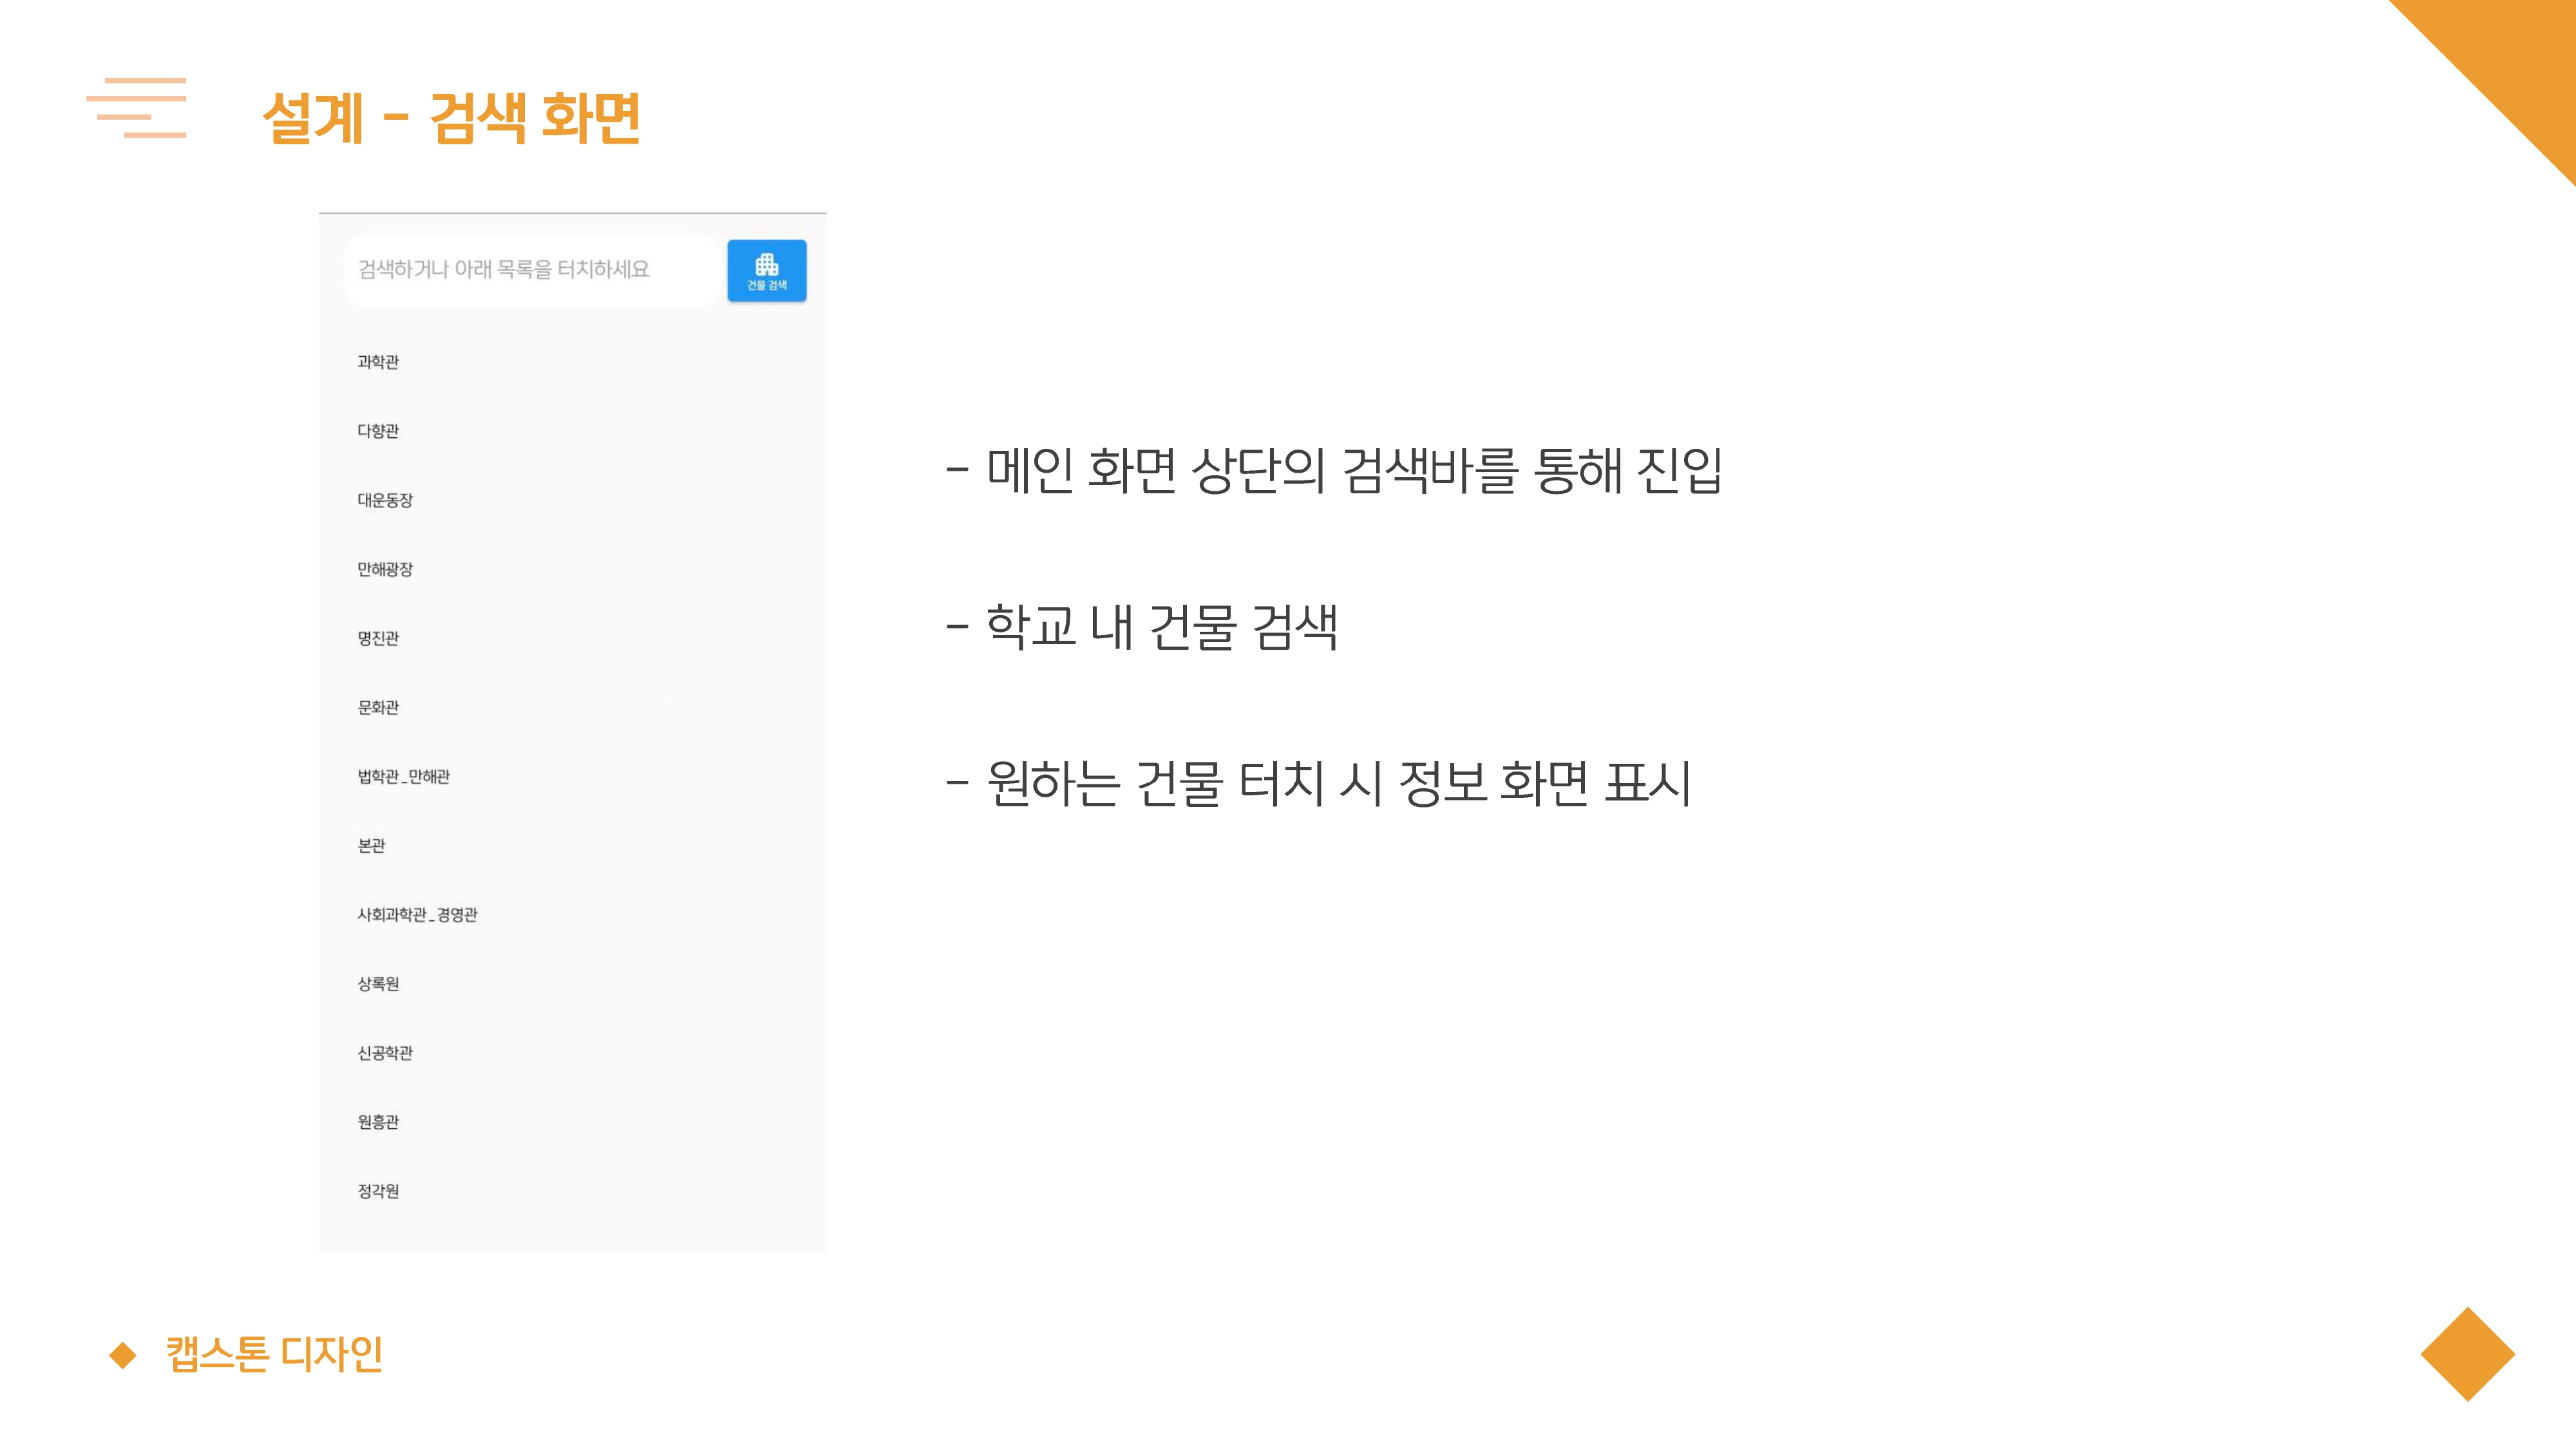 설계 - 검색 화면
검색하거나 아래 목록을 터치하세요
건물 검색
과학관
다향관
대운동장
만해광장
명진관
문화관
법학관_만해관
본관
사회과학관_경영관
상록원
신공학관
원흥관
정각원
- 메인 화면 상단의 검색바를 통해 진입
- 학교 내 건물 검색
- 원하는 건물 터치 시 정보 화면 표시
캡스톤 디자인